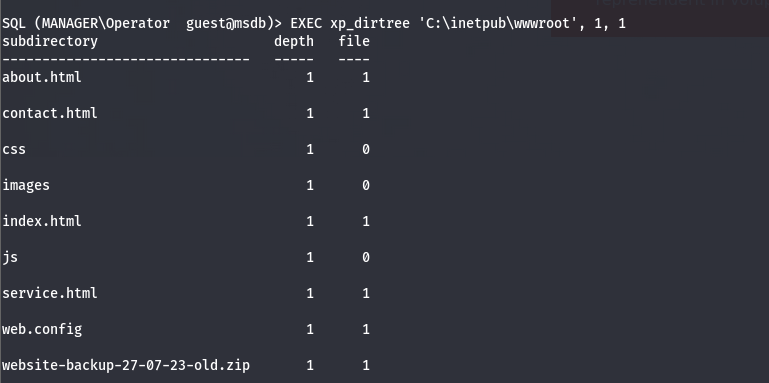 SQL (MANAGER\Operator  guest@msdb)> EXEC xp_dirtree 'C:\inetpub\wwwroot', 1, 1
subdirectory                      depth   file
-------------------------------   -----   ----
about.html                            1      1
contact.html                          1      1
css                                   1      0
images                                1      0
index.html                            1      1
js                                    1      0
service.html                          1      1
web.config                            1      1
website-backup-27-07-23-old.zip       1      1